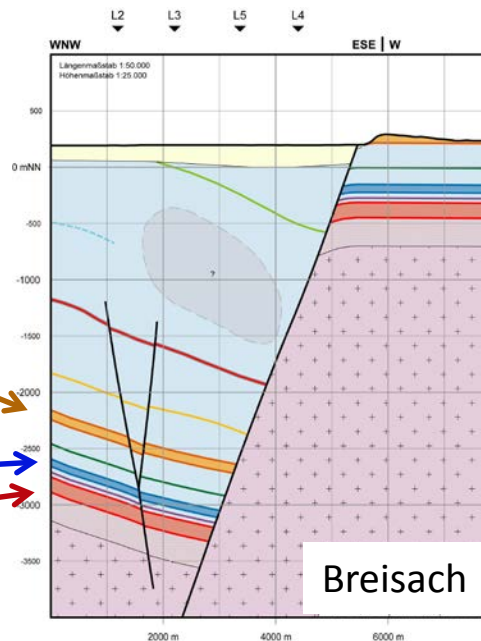 L2 L3 L5 L4
WNW ESE | W
Längenmaßstab 1:50.000
Höhenmaßstab 1:25.000
500
0 mNN
-500
-1000
?
-1500
-2000
-2500
-3000
-3500
Breisach
2000 m 4000 m 6000 m